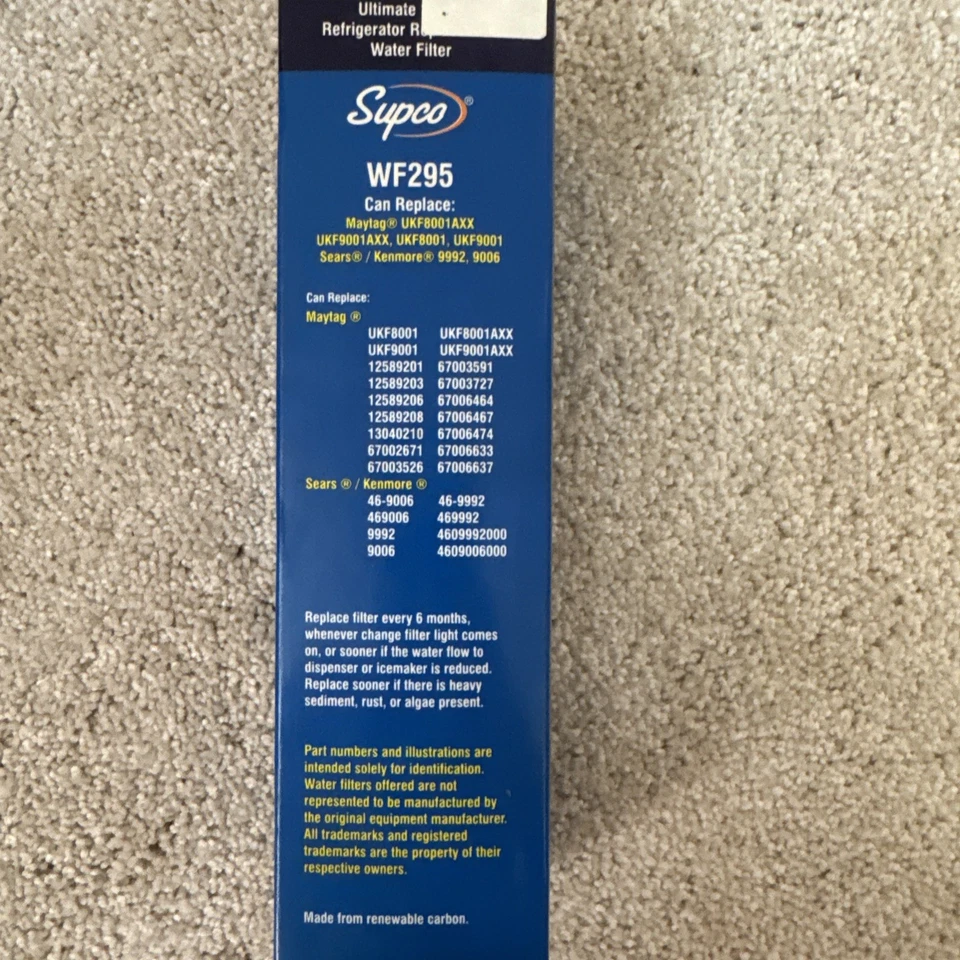 Ultimate
Refrigerator
Water Filter
Supco®
WF295
Can Replace:
Maytag® UKF8001AXX
UKF9001AXX, UKF8001, UKF9001
Sears® / Kenmore® 9992, 9006
Can Replace:
Maytag ®
UKF8001 UKF8001AXX
UKF9001 UKF9001AXX
12589201 67003591
12589203 67003727
12589206 67006464
12589208 67006467
13040210 67006474
67002671 67006633
67003526 67006637
Sears ® / Kenmore ®
46-9006 46-9992
469006 469992
9992 4609992000
9006 4609006000
Replace filter every 6 months,
whenever change filter light comes
on, or sooner if the water flow to
dispenser or icemaker is reduced.
Replace sooner if there is heavy
sediment, rust, or algae present.
Part numbers and illustrations are
intended solely for identification.
Water filters offered are not
represented to be manufactured by
the original equipment manufacturer.
All trademarks and registered
trademarks are the property of their
respective owners.
Made from renewable carbon.